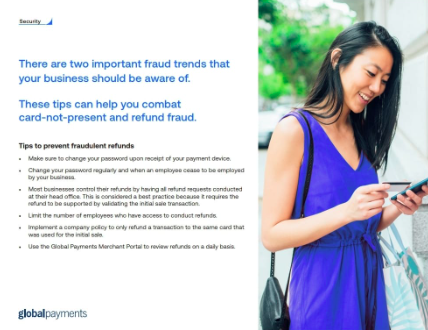 Security
There are two important fraud trends that
your business should be aware of.
These tips can help you combat
card-not-present and refund fraud.
Tips to prevent fraudulent refunds
• Make sure to change your password upon receipt of your payment device.
• Change your password regularly and when an employee cease to be employed
by your business.
• Most businesses control their refunds by having all refund requests conducted
at their head office. This is considered a best practice because it requires the
refund to be supported by validating the initial sale transaction.
• Limit the number of employees who have access to conduct refunds.
• Implement a company policy to only refund a transaction to the same card that
was used for the initial sale.
• Use the Global Payments Merchant Portal to review refunds on a daily basis.
globalpayments